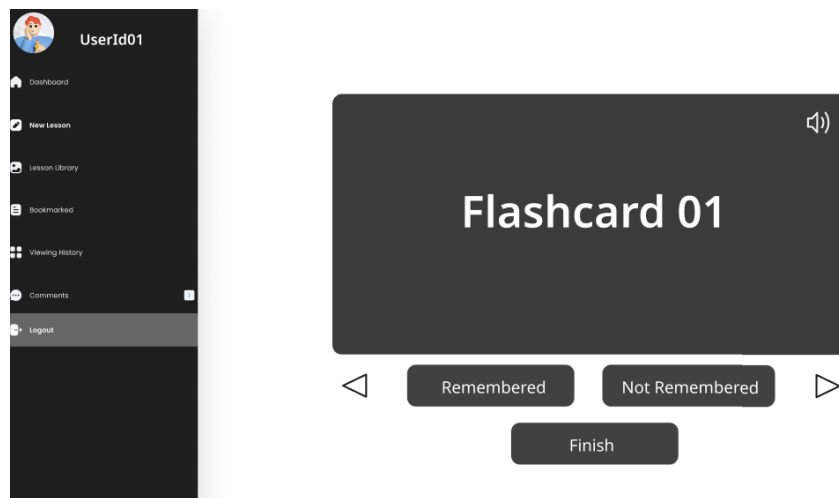 UserId01
Dashboard
New Lesson
Lesson Library
Bookmarked
Viewing History
Comments
Logout
Flashcard 01
Remembered
Not Remembered
Finish